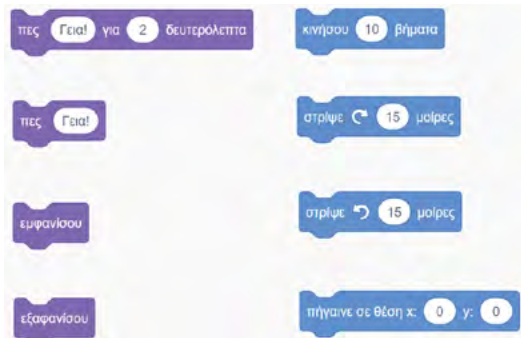 πες Γεια! για 2 δευτερόλεπτα
πες Γεια!
εμφανίσου
εξαφανίσου
κινήσου 10 βήματα
στρίψε 15 μοίρες
στρίψε 15 μοίρες
πήγαινε σε θέση x: 0 y: 0